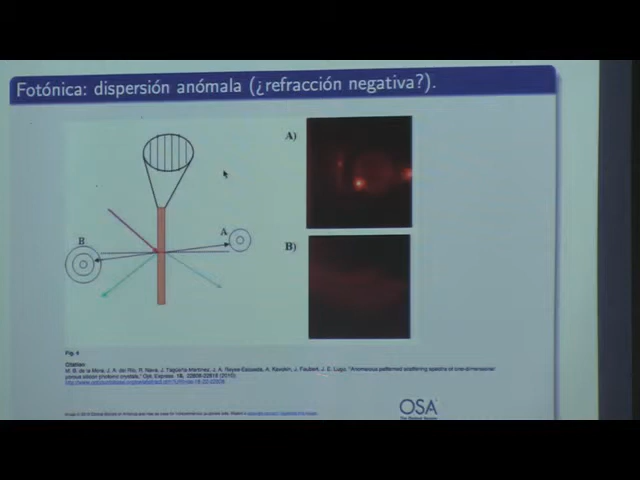 Fotónica: dispersión anómala (¿refracción negativa?).
A)
A
B
B)
Fig. 4
Citation
M. B. de la Mora, J. A. del Río, R. Nava, J. Tagüeña-Martínez, J. A. Reyes-Esqueda, A. Kavokin, J. Faubert, J. E. Lugo, "Anomalous patterned scattering spectra of one-dimensional
porous silicon photonic crystals," Opt. Express 18, 22808-22816 (2010)
OSA